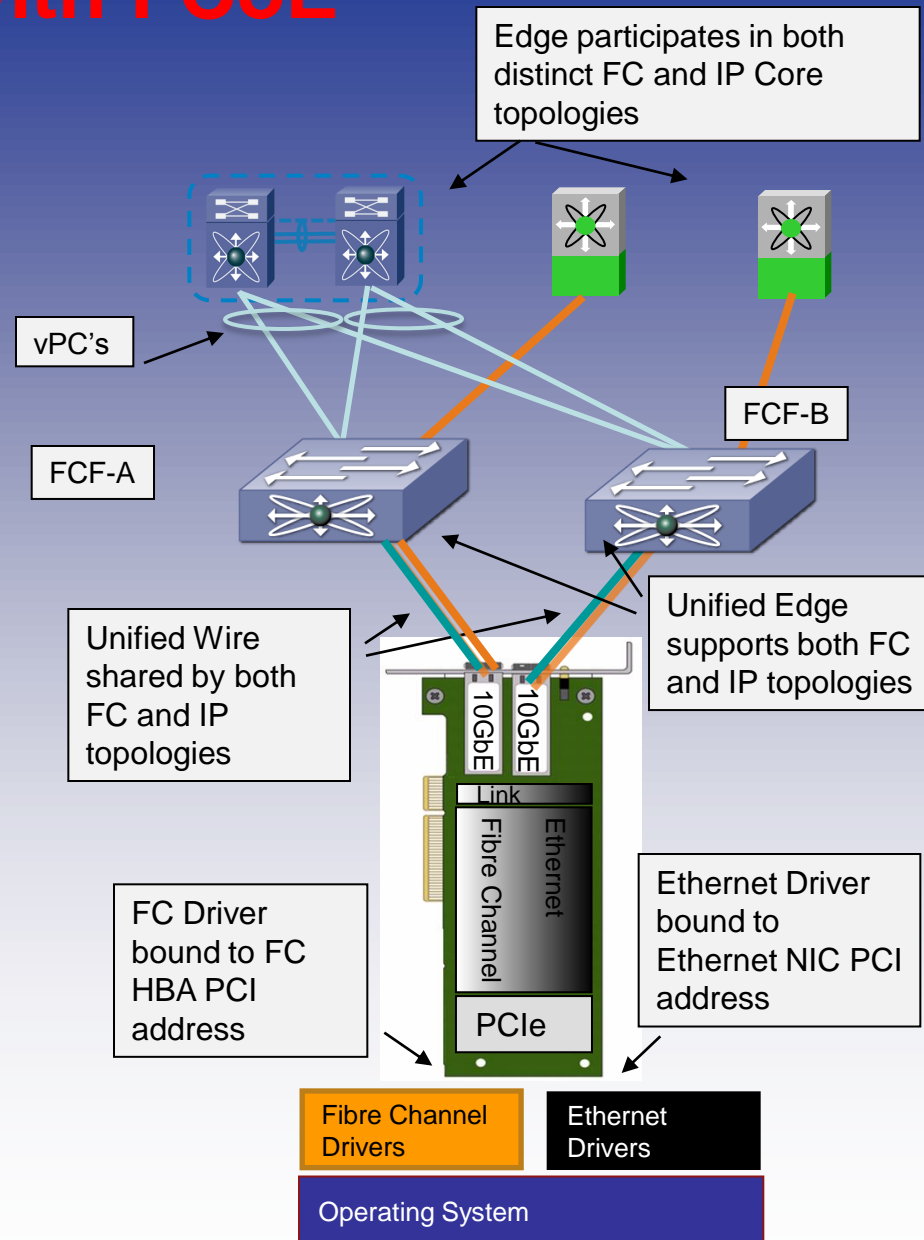 with FCoE
Edge participates in both
distinct FC and IP Core
topologies
vPC's
FCF-B
FCF-A
Unified Wire
shared by both
FC and IP
topologies
Unified Edge
supports both FC
and IP topologies
10GbE
10GbE
Link
Fibre Channel
Ethernet
FC Driver
bound to FC
HBA PCI
address
Ethernet Driver
bound to
Ethernet NIC PCI
address
PCIe
Fibre Channel
Drivers
Ethernet
Drivers
Operating System